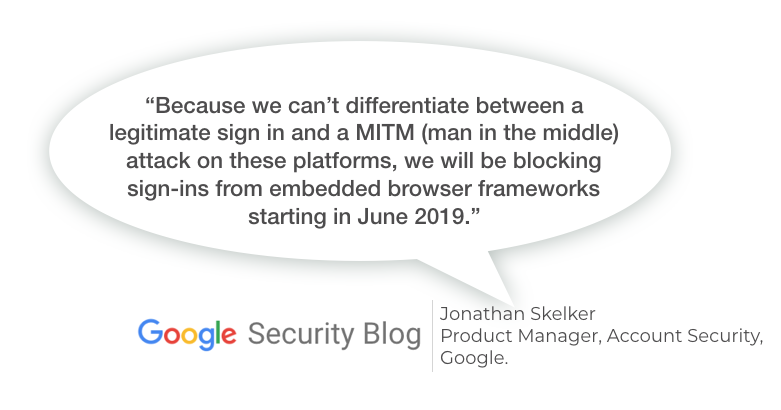 “Because we can’t differentiate between a
legitimate sign in and a MITM (man in the middle)
attack on these platforms, we will be blocking
sign-ins from embedded browser frameworks
starting in June 2019.”
Google Security Blog
Jonathan Skelker
Product Manager, Account Security,
Google.